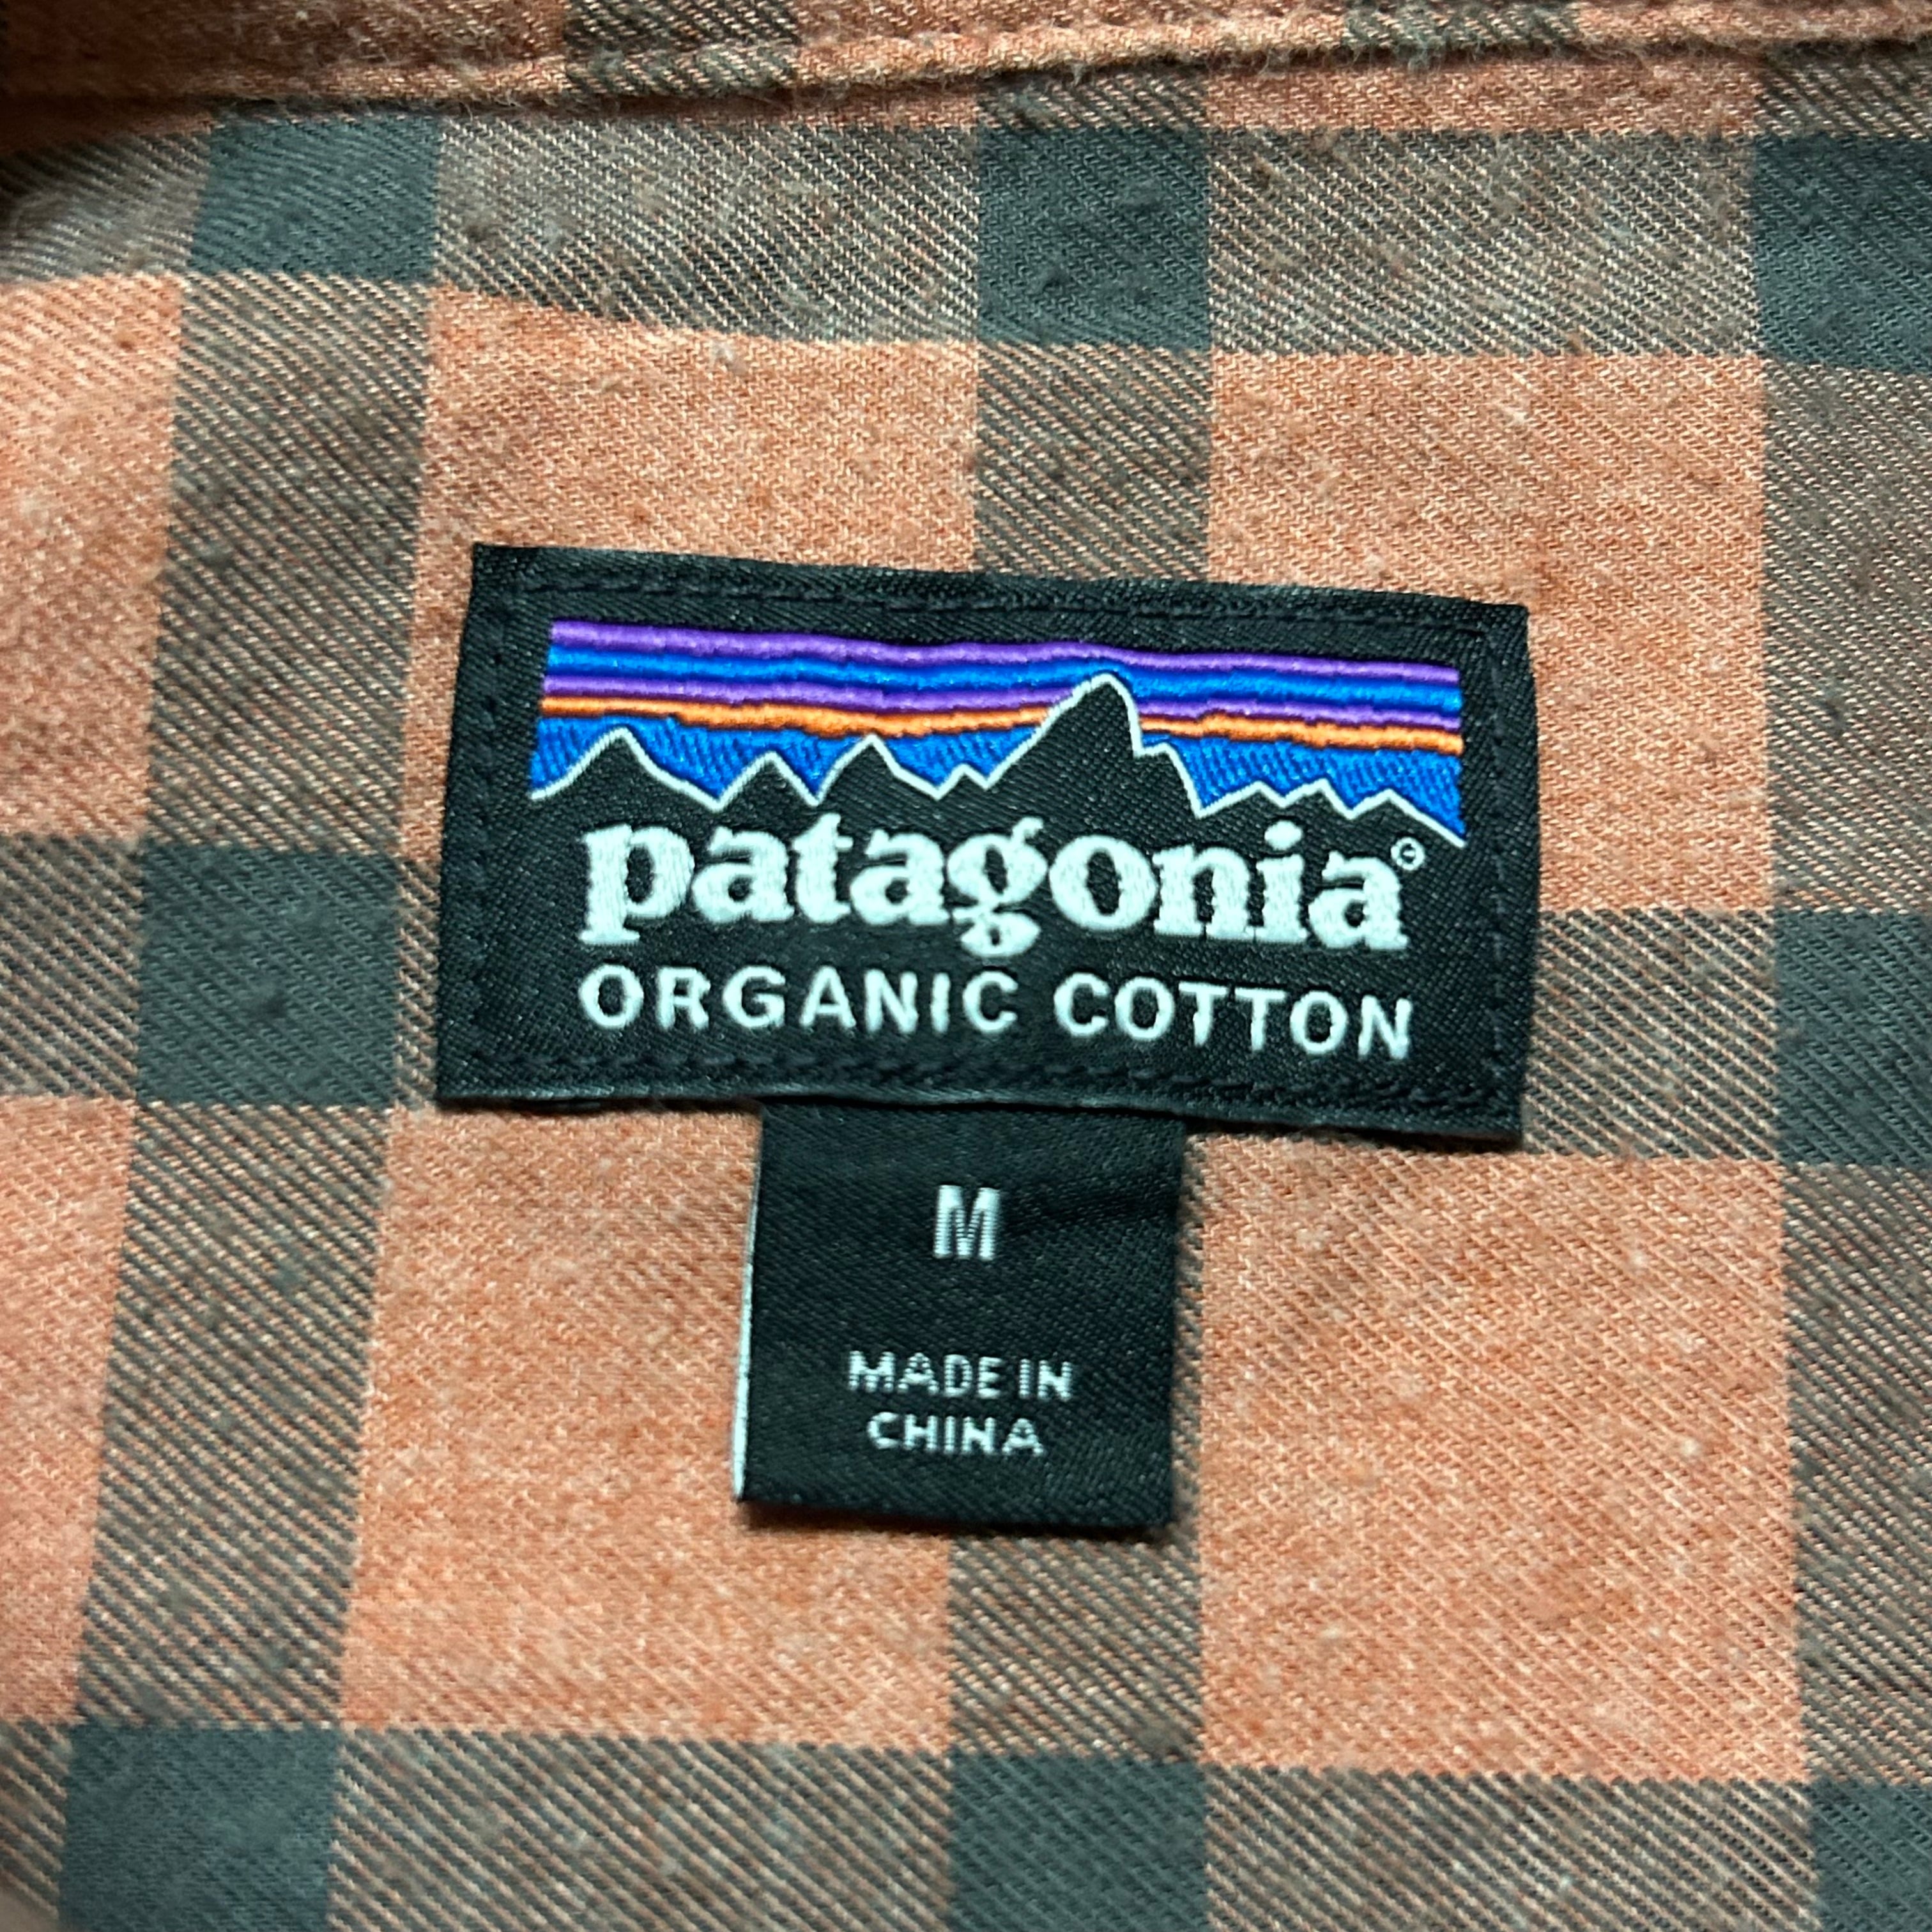 patagonia©
ORGANIC COTTON
M
MADE IN
CHINA